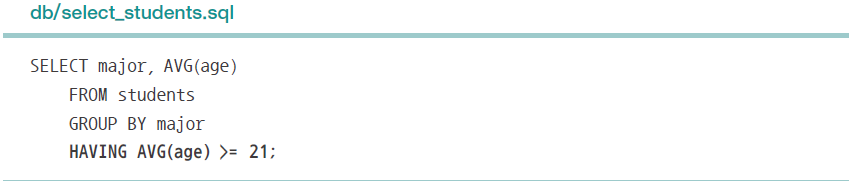 db/select_students.sql
SELECT major, AVG(age)
FROM students
GROUP BY major
HAVING AVG(age) >= 21;